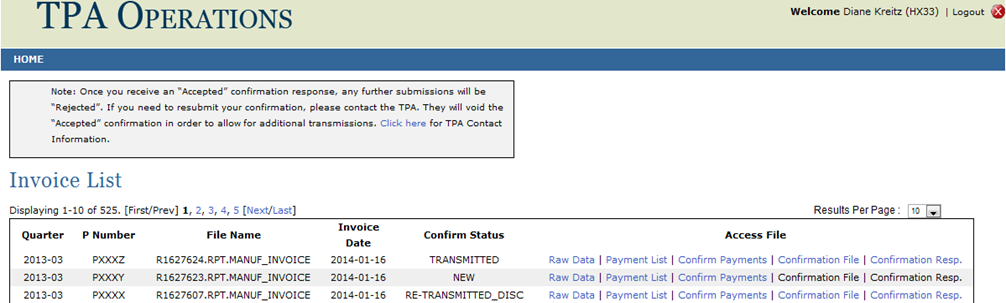 TPA OPERATIONS
Welcome Diane Kreitz (HX33) | Logout
HOME
Note: Once you receive an “Accepted” confirmation response, any further submissions will be
“Rejected”. If you need to resubmit your confirmation, please contact the TPA. They will void the
“Accepted” confirmation in order to allow for additional transmissions. Click here for TPA Contact
Information.
Invoice List
Displaying 1-10 of 525. [First/Prev] 1, 2, 3, 4, 5 [Next/Last]
Results Per Page : 10
Quarter P Number File Name Invoice Date Confirm Status Access File
2013-03 PXXXZ R1627624.RPT.MANUF_INVOICE 2014-01-16 TRANSMITTED Raw Data | Payment List | Confirm Payments | Confirmation File | Confirmation Resp.
2013-03 PXXXY R1627623.RPT.MANUF_INVOICE 2014-01-16 NEW Raw Data | Payment List | Confirm Payments | Confirmation File | Confirmation Resp.
2013-03 PXXXX R1627607.RPT.MANUF_INVOICE 2014-01-16 RE-TRANSMITTED_DISC Raw Data | Payment List | Confirm Payments | Confirmation File | Confirmation Resp.